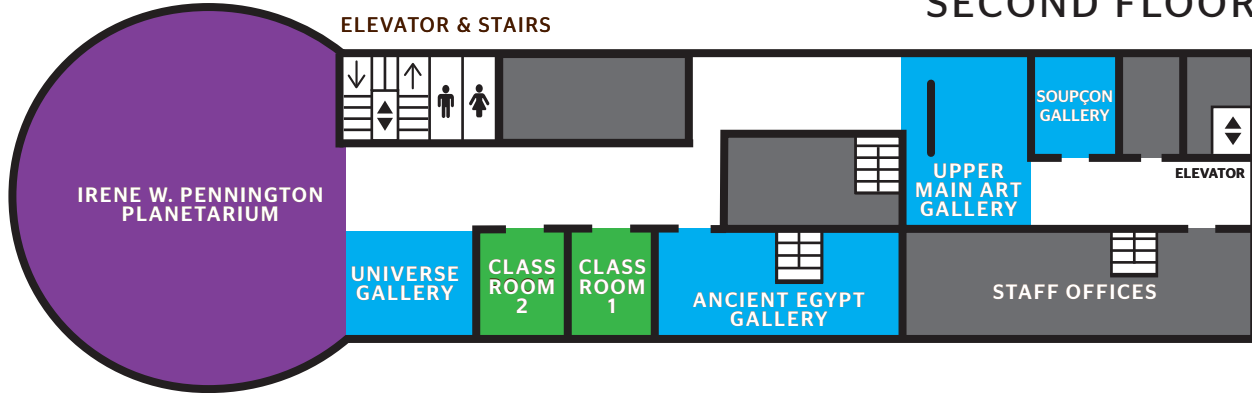 SECOND FLOOR
ELEVATOR & STAIRS
SOUPÇON
GALLERY
UPPER
MAIN ART
GALLERY
ELEVATOR
IRENE W. PENNINGTON
PLANETARIUM
UNIVERSE
GALLERY
CLASS
ROOM
2
CLASS
ROOM
1
ANCIENT EGYPT
GALLERY
STAFF OFFICES